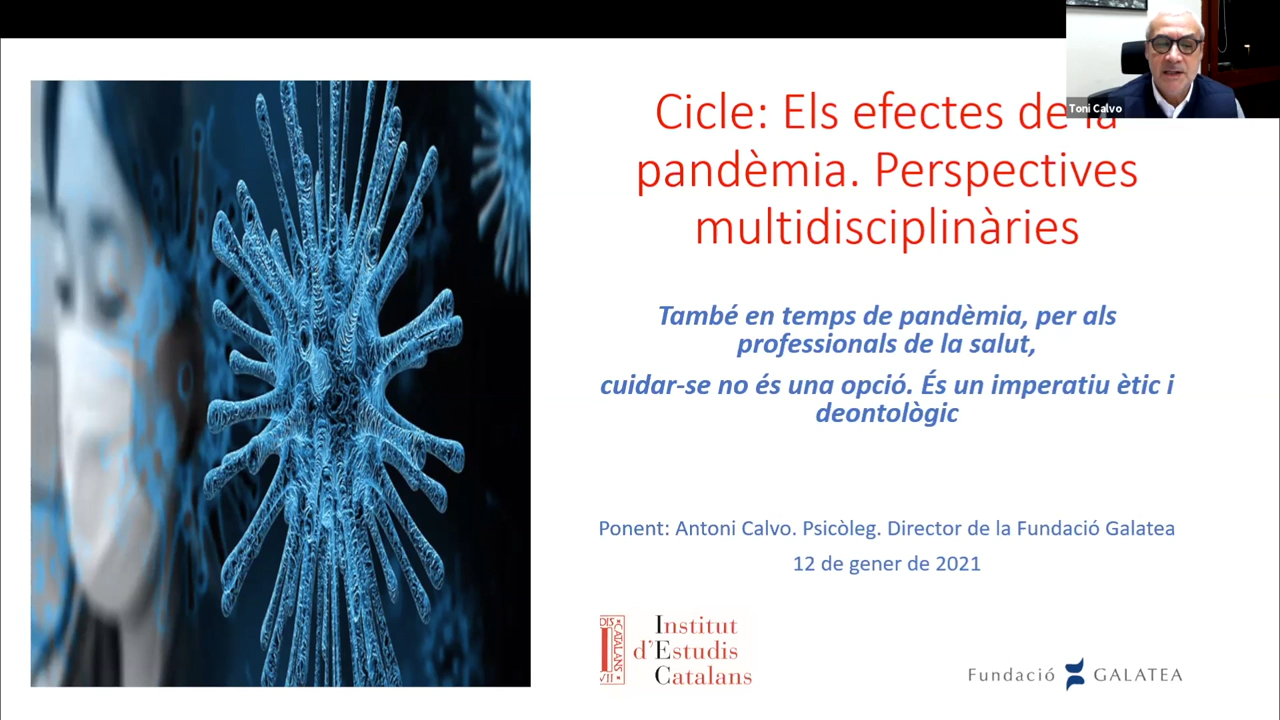 Toni Calvo
Cicle: Els efectes de la
pandèmia. Perspectives
multidisciplinàries
També en temps de pandèmia, per als
professionals de la salut,
cuidar-se no és una opció. És un imperatiu ètic i
deontològic
Ponent: Antoni Calvo. Psicòleg. Director de la Fundació Galatea
12 de gener de 2021
Institut
d'Estudis
Catalans
Fundació GALATEA